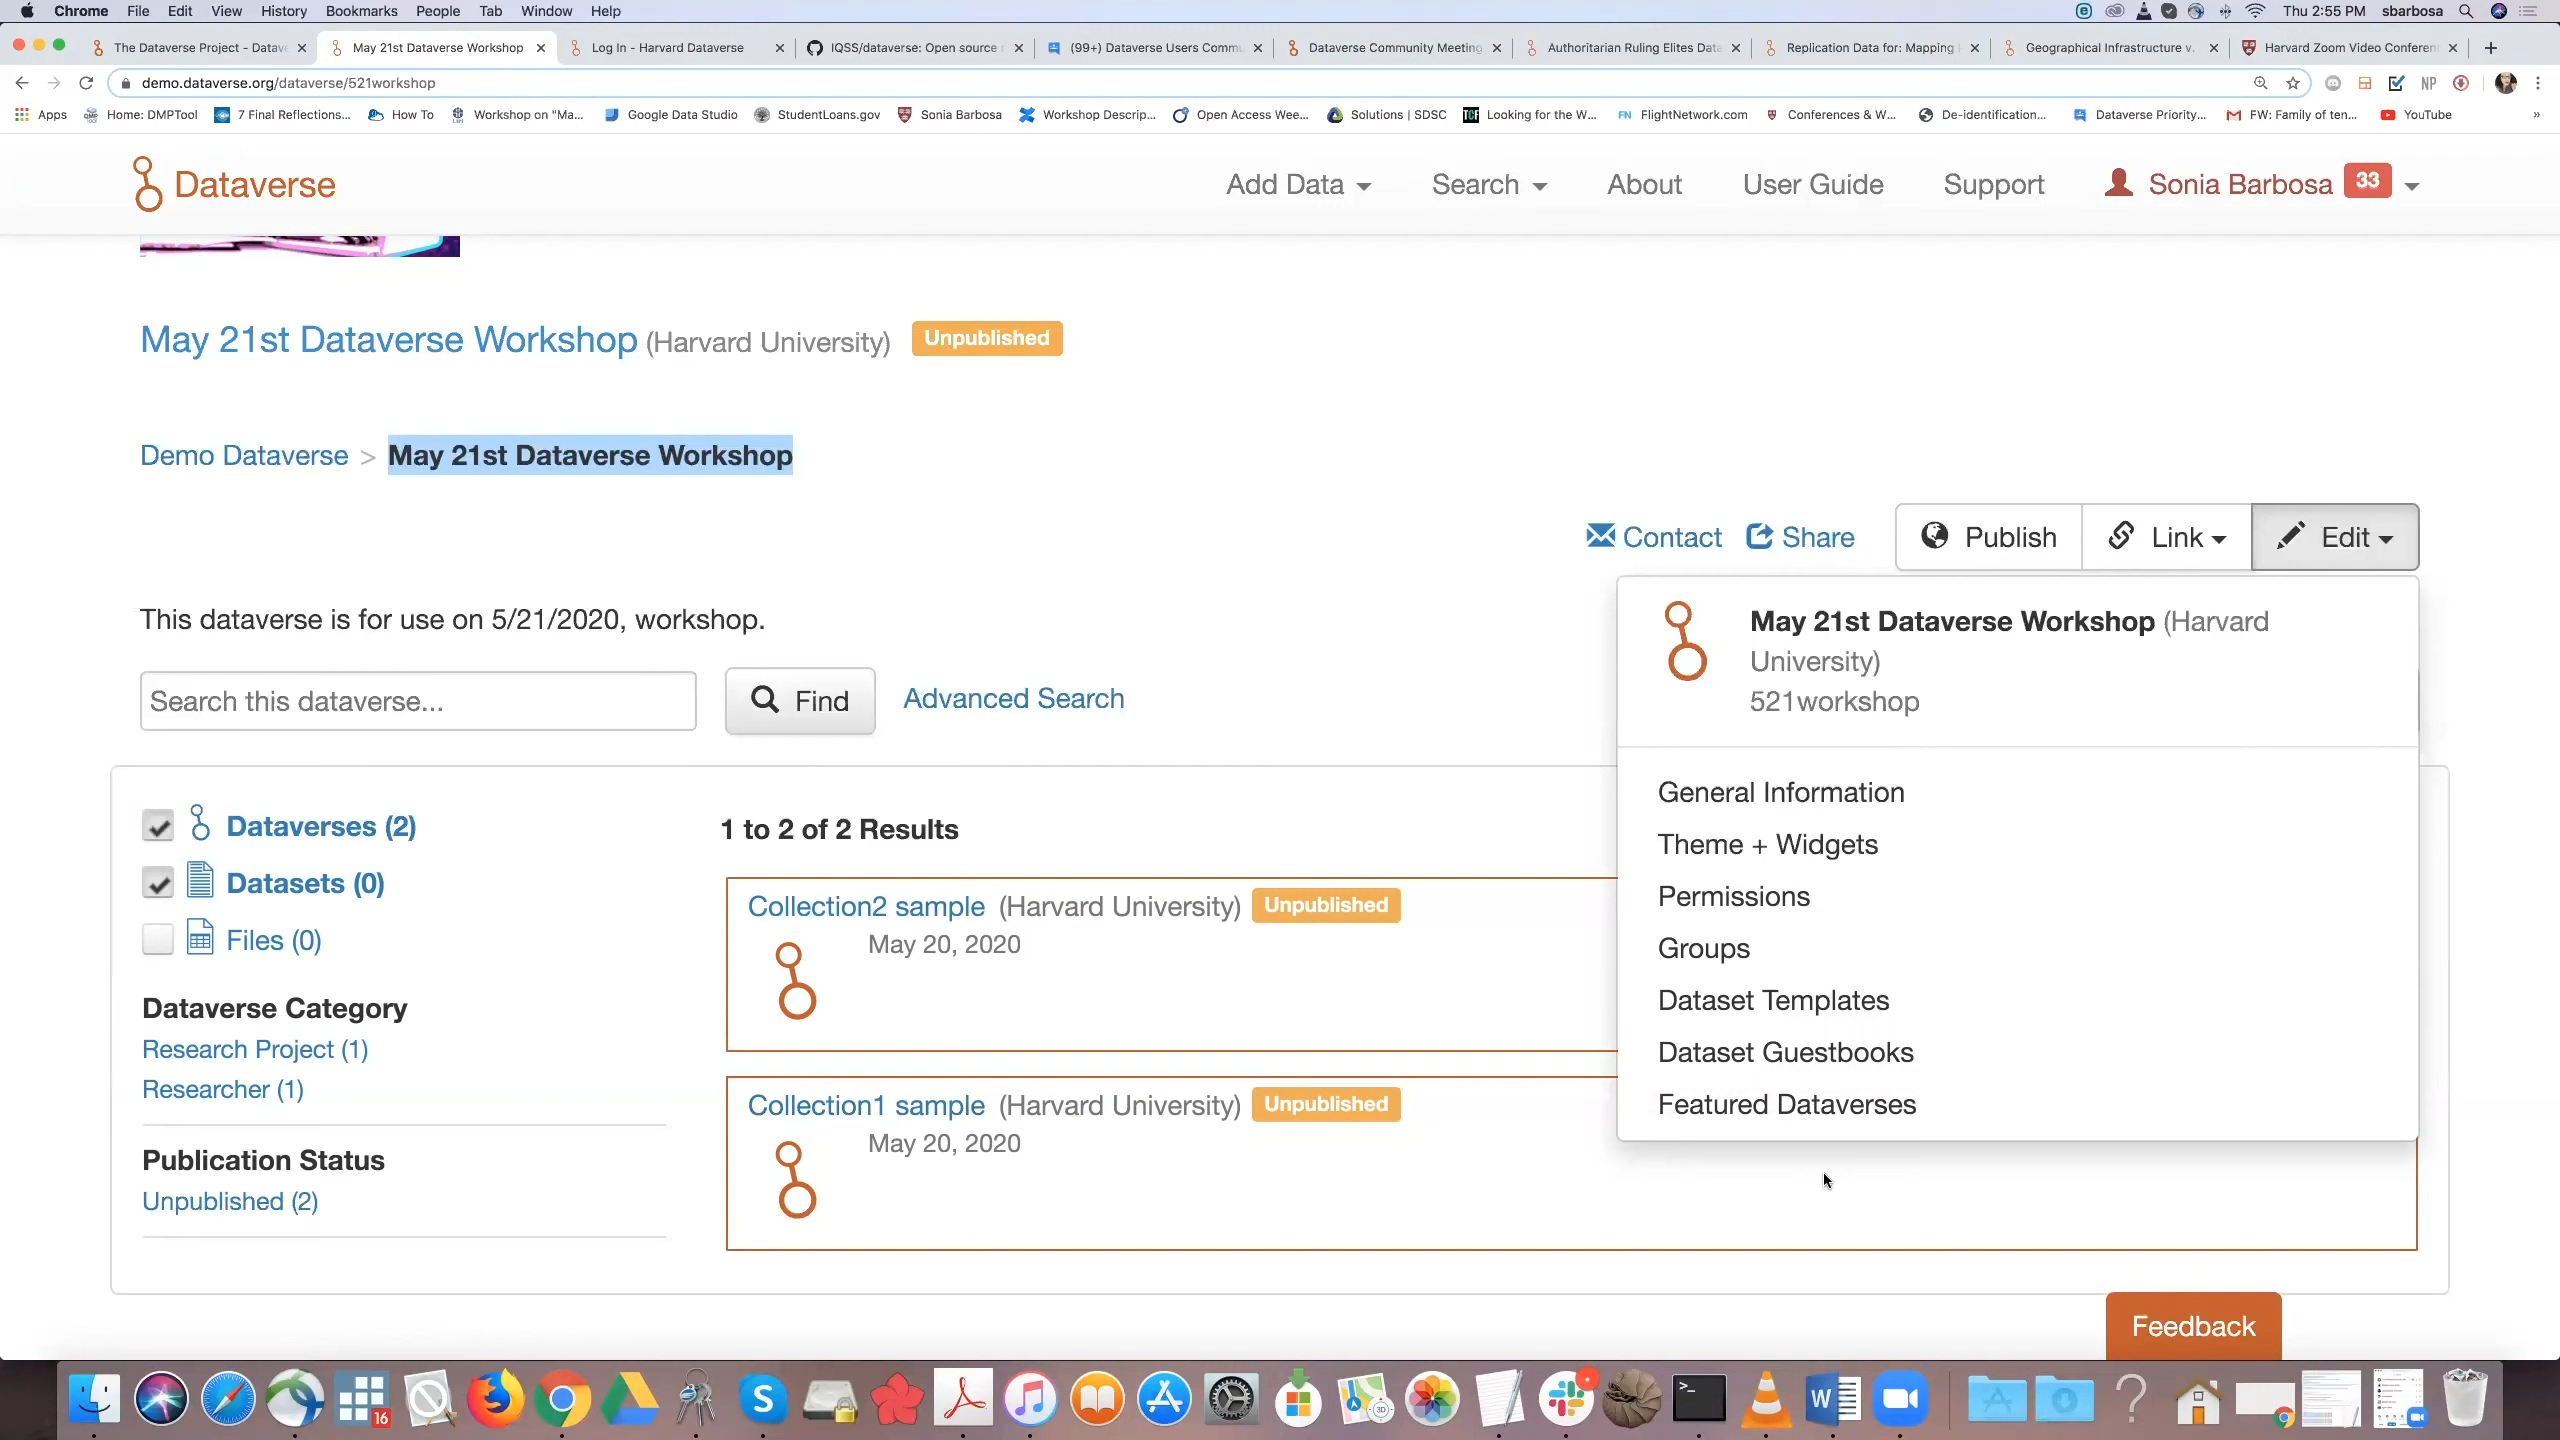 Chrome File Edit View History Bookmarks People Tab Window Help Thu 2:55 PM sbarbosa
The Dataverse Project - Datave May 21st Dataverse Workshop Log In - Harvard Dataverse IQSS/dataverse: Open source r (99+) Dataverse Users Commu Dataverse Community Meeting Authoritarian Ruling Elites Data Replication Data for: Mapping Geographical Infrastructure v. Harvard Zoom Video Conferen
demo.dataverse.org/dataverse/521workshop NP
Apps Home: DMPTool 7 Final Reflections... How To Workshop on "Ma... Google Data Studio StudentLoans.gov Sonia Barbosa Workshop Descrip... Open Access Wee... Solutions | SDSC TCF Looking for the W... FN FlightNetwork.com Conferences & W... De-identification... Dataverse Priority... FW: Family of ten... YouTube »
Dataverse Add Data Search About User Guide Support Sonia Barbosa 33
May 21st Dataverse Workshop (Harvard University) Unpublished
Demo Dataverse > May 21st Dataverse Workshop
Contact Share Publish Link Edit
This dataverse is for use on 5/21/2020, workshop.
Search this dataverse... Find Advanced Search
May 21st Dataverse Workshop (Harvard
University)
521workshop
General Information
Theme + Widgets
Permissions
Groups
Dataset Templates
Dataset Guestbooks
Featured Dataverses
Dataverses (2)
Datasets (0)
Files (0)
Dataverse Category
Research Project (1)
Researcher (1)
Publication Status
Unpublished (2)
1 to 2 of 2 Results
Collection2 sample (Harvard University) Unpublished
May 20, 2020
Collection1 sample (Harvard University) Unpublished
May 20, 2020
Feedback
16
3D